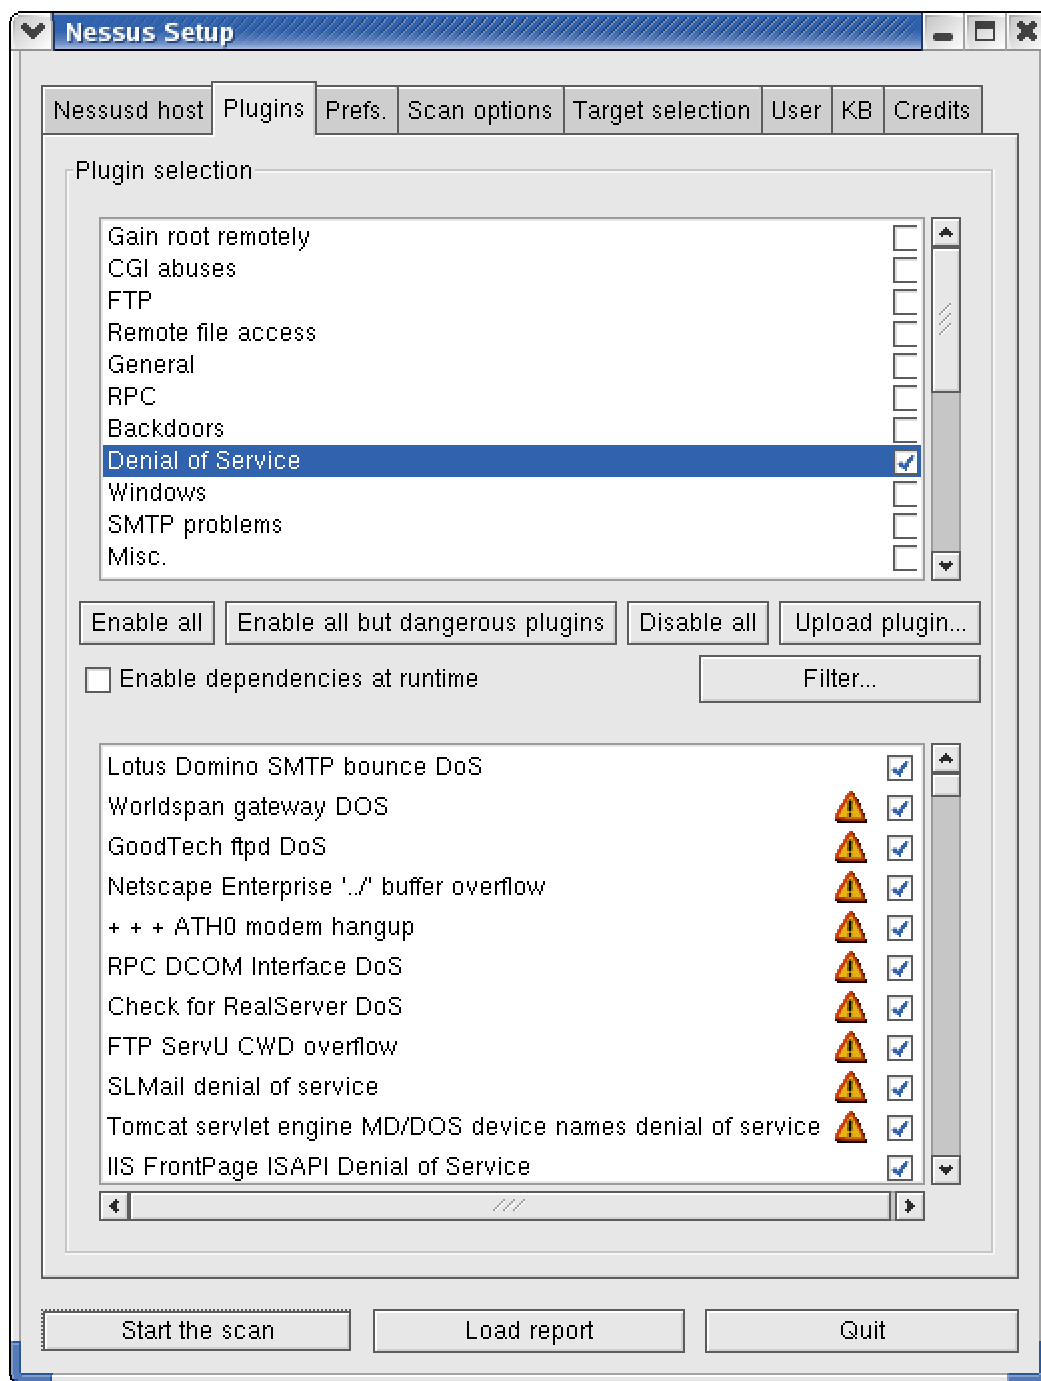 Nessus Setup
Nessusd host Plugins Prefs. Scan options Target selection User KB Credits
Plugin selection
Gain root remotely
CGI abuses
FTP
Remote file access
General
RPC
Backdoors
Denial of Service
Windows
SMTP problems
Misc.
Enable all Enable all but dangerous plugins Disable all Upload plugin...
Enable dependencies at runtime Filter...
Lotus Domino SMTP bounce DoS
Worldspan gateway DOS
GoodTech ftpd DoS
Netscape Enterprise '../' buffer overflow
+ + + ATH0 modem hangup
RPC DCOM Interface DoS
Check for RealServer DoS
FTP ServU CWD overflow
SLMail denial of service
Tomcat servlet engine MD/DOS device names denial of service
IIS FrontPage ISAPI Denial of Service
Start the scan Load report Quit